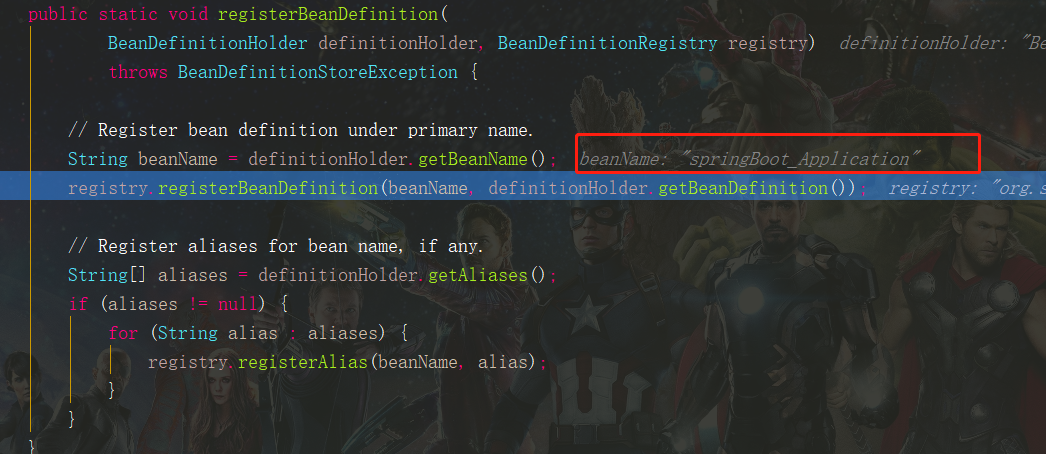 public static void registerBeanDefinition(
BeanDefinitionHolder definitionHolder, BeanDefinitionRegistry registry) definitionHolder: "Be
throws BeanDefinitionStoreException {
// Register bean definition under primary name.
String beanName = definitionHolder.getBeanName(); beanName: "springBoot_Application"
registry.registerBeanDefinition(beanName, definitionHolder.getBeanDefinition()); registry: "org.s
// Register aliases for bean name, if any.
String[] aliases = definitionHolder.getAliases();
if (aliases != null) {
for (String alias : aliases) {
registry.registerAlias(beanName, alias);
}
}
}